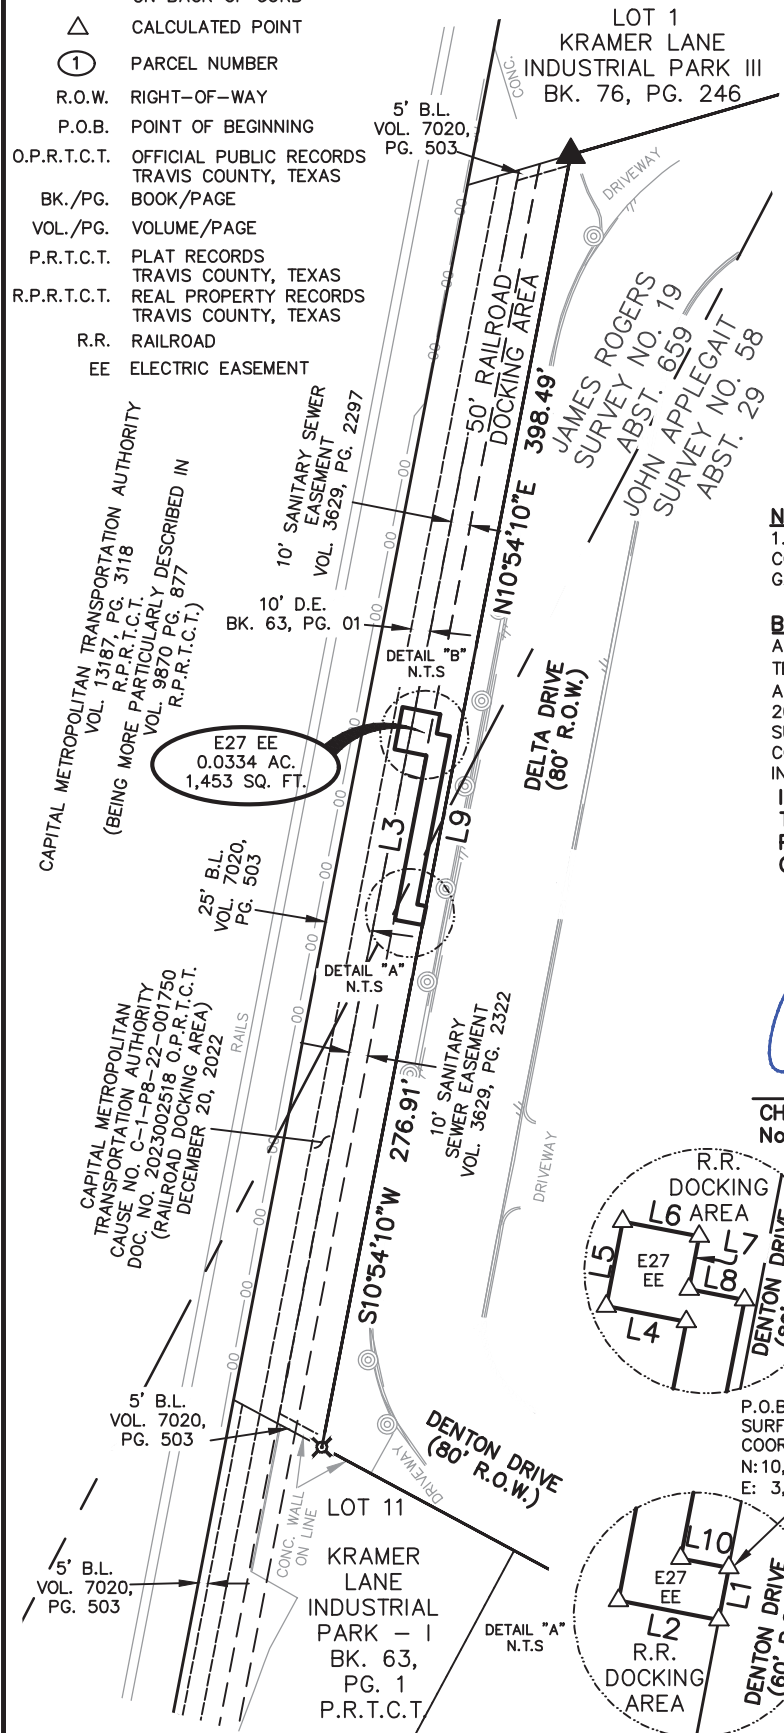 △ CALCULATED POINT
1 PARCEL NUMBER
R.O.W. RIGHT-OF-WAY
P.O.B. POINT OF BEGINNING
O.P.R.T.C.T. OFFICIAL PUBLIC RECORDS
TRAVIS COUNTY, TEXAS
BK./PG. BOOK/PAGE
VOL./PG. VOLUME/PAGE
P.R.T.C.T. PLAT RECORDS
TRAVIS COUNTY, TEXAS
R.P.R.T.C.T. REAL PROPERTY RECORDS
TRAVIS COUNTY, TEXAS
R.R. RAILROAD
EE ELECTRIC EASEMENT
LOT 1
KRAMER LANE
INDUSTRIAL PARK III
BK. 76, PG. 246
CONC.
5' B.L.
VOL. 7020,
PG. 503
DRIVEWAY
50' RAILROAD
DOCKING AREA
N10°54'10"E 398.49'
JAMES ROGERS
SURVEY NO. 19
ABST. 659
JOHN APPLEGAIT
SURVEY NO. 58
ABST. 29
10' SANITARY SEWER
EASEMENT
VOL. 3629, PG. 2297
CAPITAL METROPOLITAN TRANSPORTATION AUTHORITY
VOL. 13187, PG. 3118
R.P.R.T.C.T.
(BEING MORE PARTICULARLY DESCRIBED IN
VOL. 9870 PG. 877
R.P.R.T.C.T.)
10' D.E.
BK. 63, PG. 01
DETAIL "B"
N.T.S
E27 EE
0.0334 AC.
1,453 SQ. FT.
DELTA DRIVE
(80' R.O.W.)
L3
L9
25' B.L.
VOL. 7020,
PG. 503
DETAIL "A"
N.T.S
CAPITAL METROPOLITAN
TRANSPORTATION AUTHORITY
CAUSE NO. C-1-P8-22-001750
DOC. NO. 2023002518 O.P.R.T.C.T.
(RAILROAD DOCKING AREA)
DECEMBER 20, 2022
RAILS
10' SANITARY
SEWER EASEMENT
VOL. 3629, PG. 2322
S10°54'10"W 276.91'
DRIVEWAY
CH
No
R.R.
DOCKING
AREA
L6
L7
L5
E27
EE
L8
L4
DENTON DRIVE
5' B.L.
VOL. 7020,
PG. 503
DENTON DRIVE
(80' R.O.W.)
DRIVEWAY
CONC. WALL
ON LINE
P.O.B
SURF
COOR
N:10,
E: 3,
LOT 11
KRAMER
LANE
INDUSTRIAL
PARK - I
BK. 63,
PG. 1
P.R.T.C.T.
5' B.L.
VOL. 7020,
PG. 503
DETAIL "A"
N.T.S
L10
E27
EE
L1
L2
R.R.
DOCKING
AREA
DENTON DRIVE